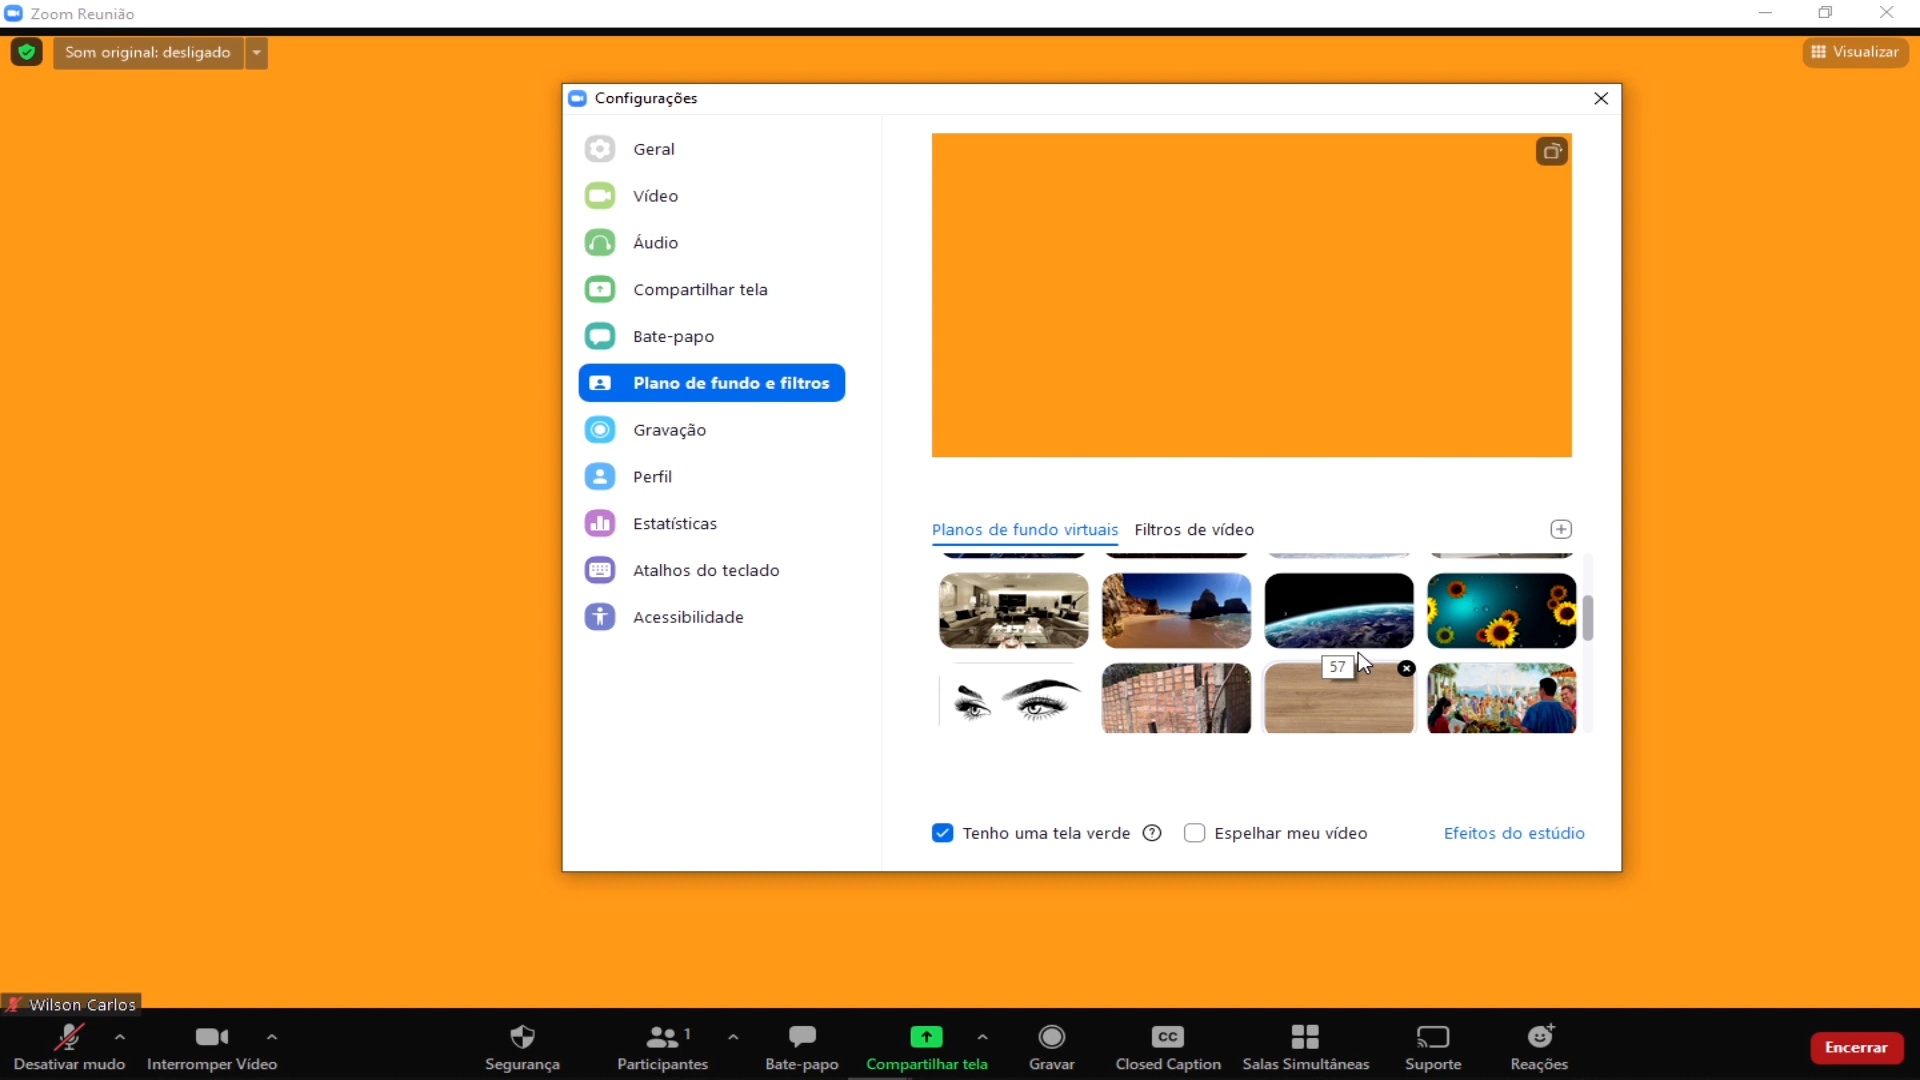 Zoom Reunião
Som original: desligado
Visualizar
Configurações
Geral
Vídeo
Áudio
Compartilhar tela
Bate-papo
Plano de fundo e filtros
Gravação
Perfil
Estatísticas
Atalhos do teclado
Acessibilidade
Planos de fundo virtuais Filtros de vídeo
57
Tenho uma tela verde ? Espelhar meu vídeo Efeitos do estúdio
Wilson Carlos
1
CC
Desativar mudo Interromper Vídeo Segurança Participantes Bate-papo Compartilhar tela Gravar Closed Caption Salas Simultâneas Suporte Reações
Encerrar